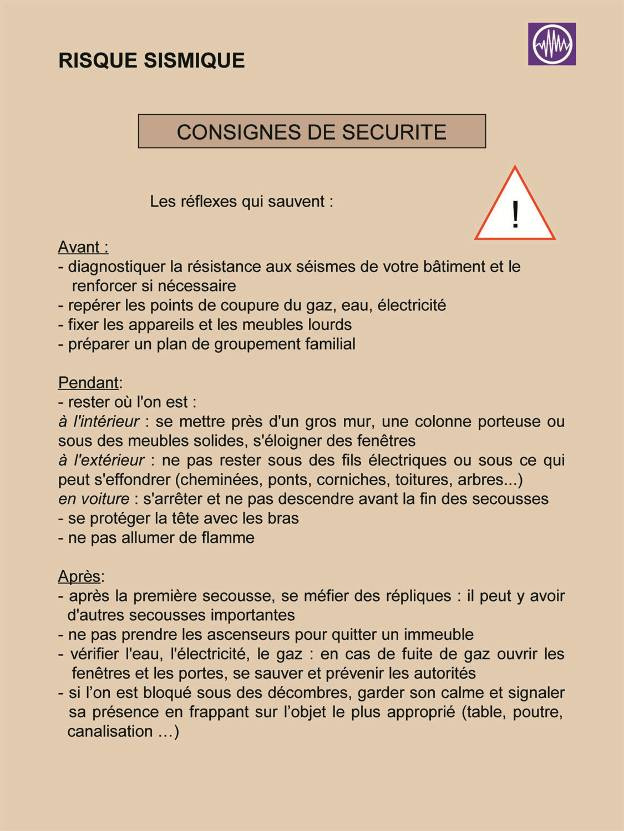 RISQUE SISMIQUE
CONSIGNES DE SECURITE
Les réflexes qui sauvent :
!
Avant :
- diagnostiquer la résistance aux séismes de votre bâtiment et le
renforcer si nécessaire
- repérer les points de coupure du gaz, eau, électricité
- fixer les appareils et les meubles lourds
- préparer un plan de groupement familial
Pendant:
- rester où l'on est :
à l'intérieur : se mettre près d'un gros mur, une colonne porteuse ou
sous des meubles solides, s'éloigner des fenêtres
à l'extérieur : ne pas rester sous des fils électriques ou sous ce qui
peut s'effondrer (cheminées, ponts, corniches, toitures, arbres...)
en voiture : s'arrêter et ne pas descendre avant la fin des secousses
- se protéger la tête avec les bras
- ne pas allumer de flamme
Après:
- après la première secousse, se méfier des répliques : il peut y avoir
d'autres secousses importantes
- ne pas prendre les ascenseurs pour quitter un immeuble
- vérifier l'eau, l'électricité, le gaz : en cas de fuite de gaz ouvrir les
fenêtres et les portes, se sauver et prévenir les autorités
- si l’on est bloqué sous des décombres, garder son calme et signaler
sa présence en frappant sur l’objet le plus approprié (table, poutre,
canalisation …)